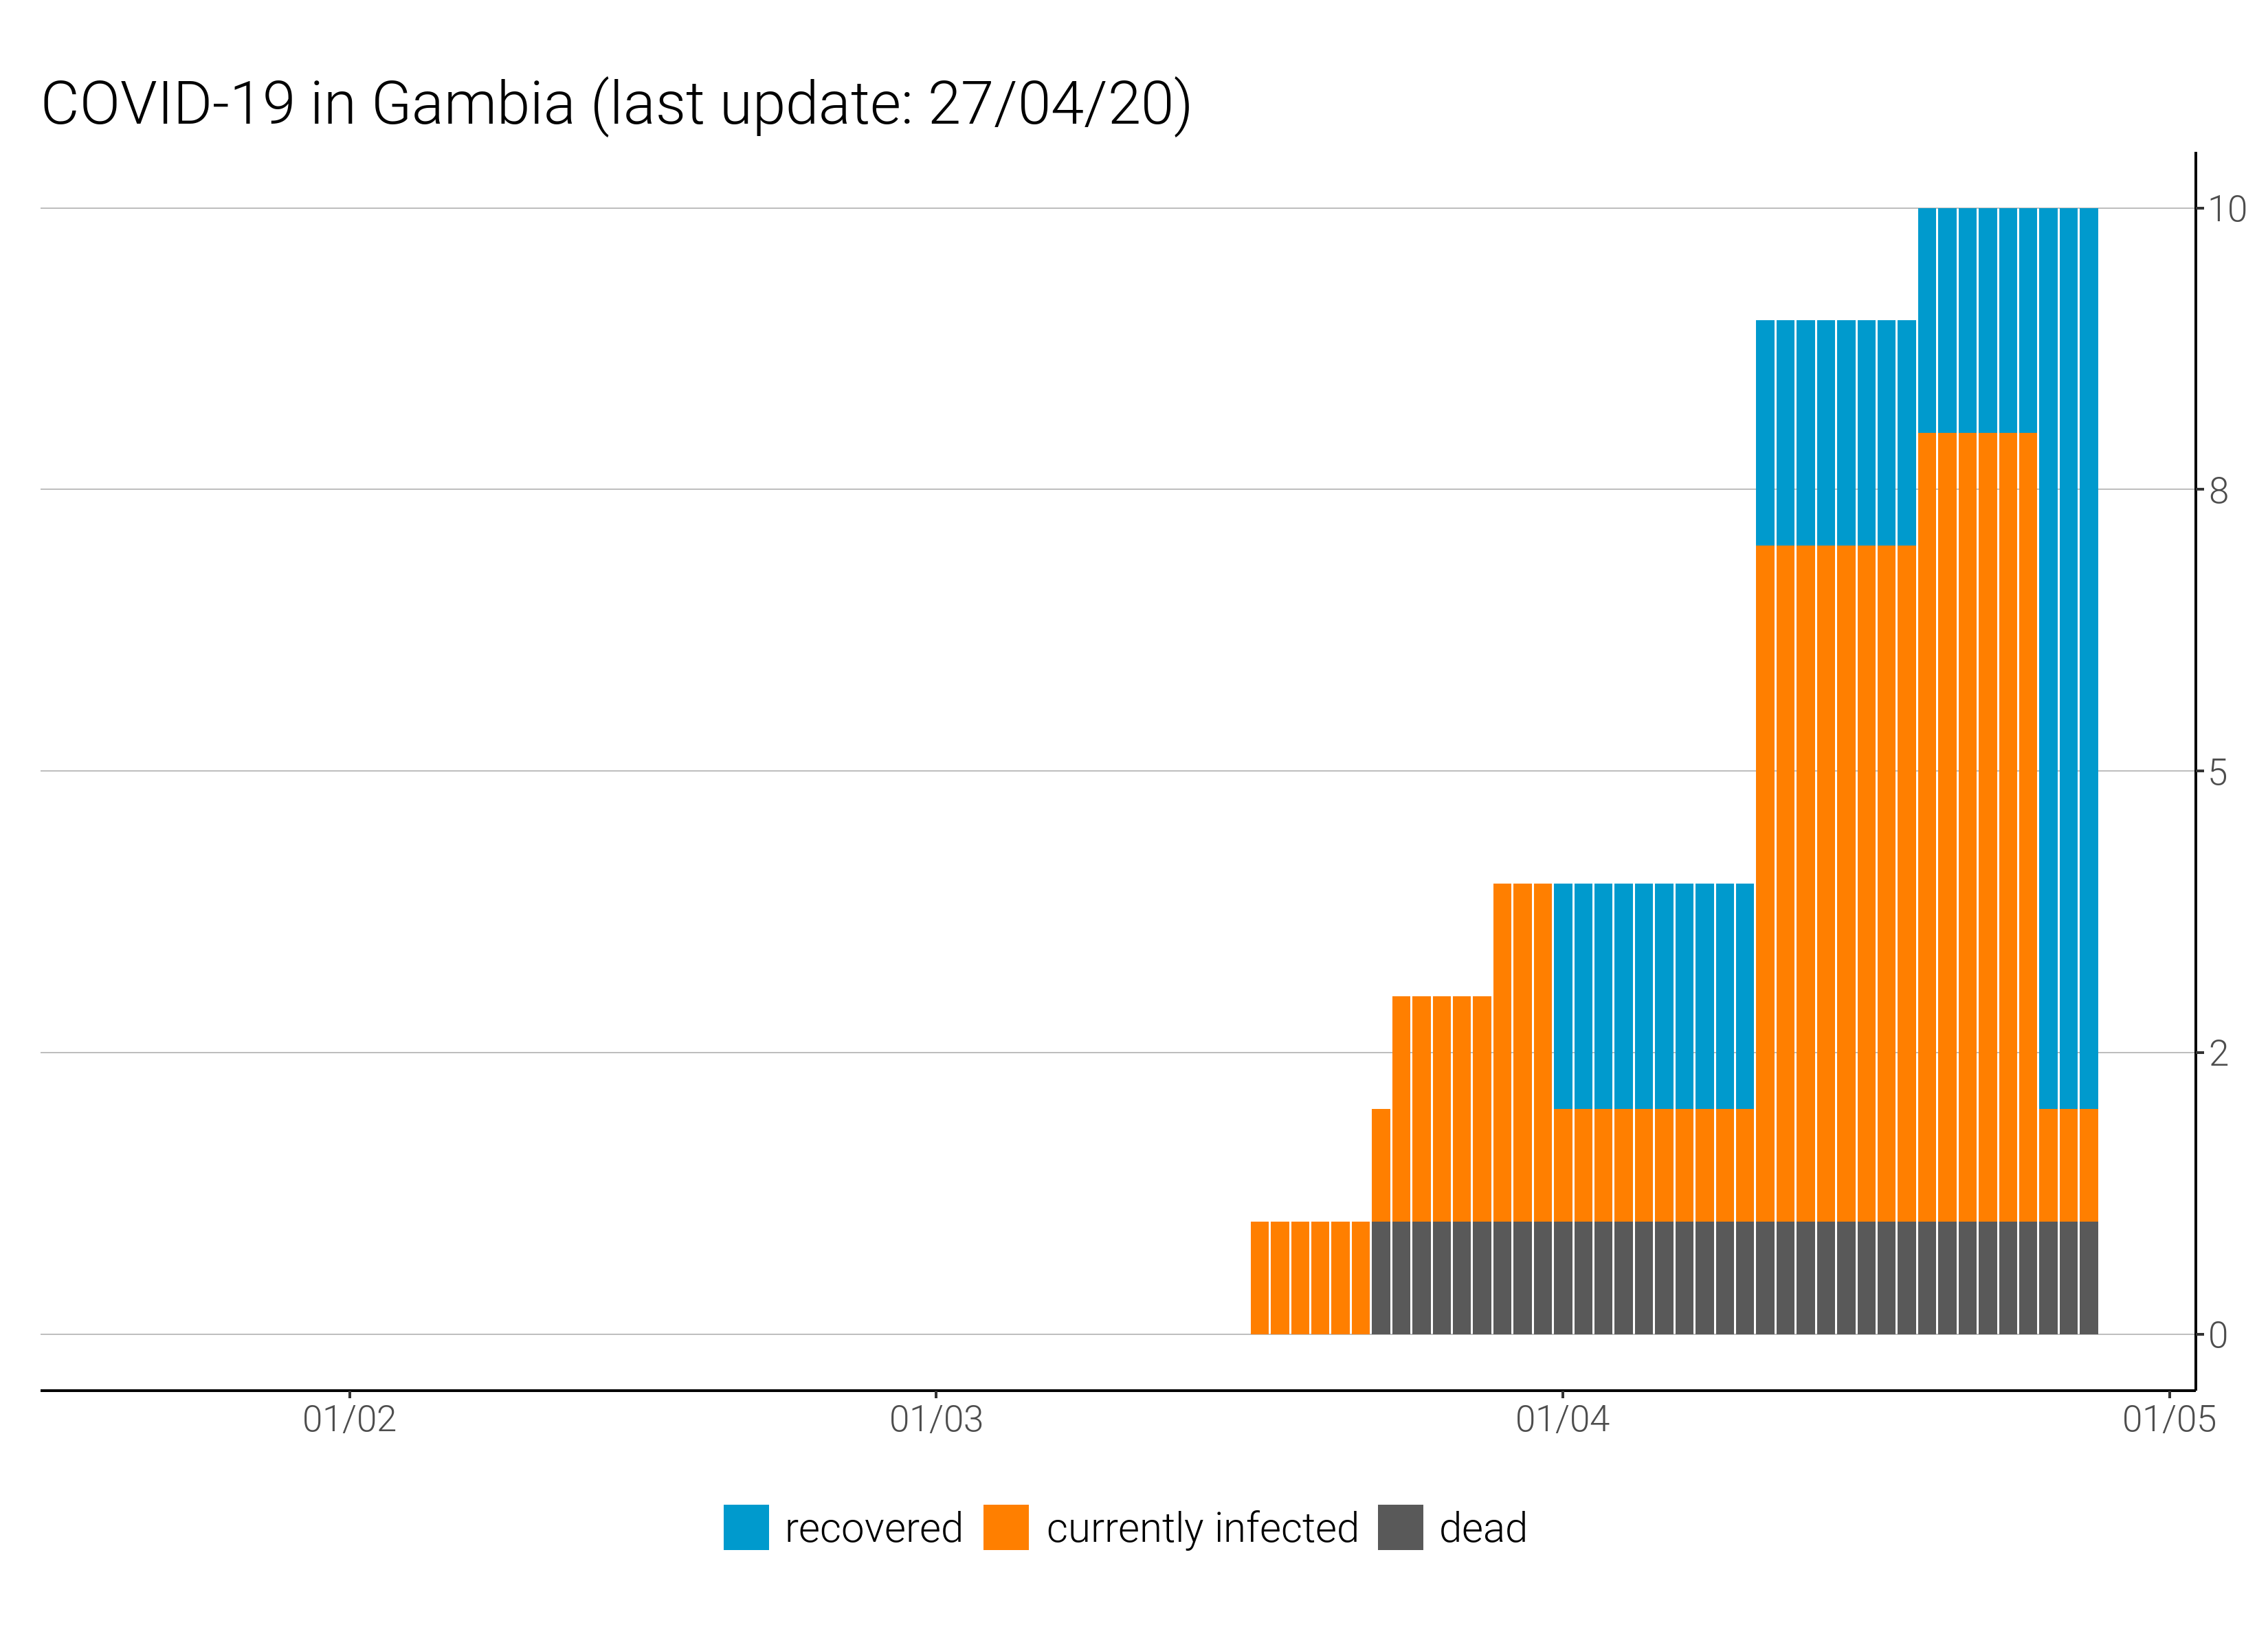 COVID-19 in Gambia (last update: 27/04/20)
10
8
5
2
0
01/02 01/03 01/04 01/05
recovered currently infected dead